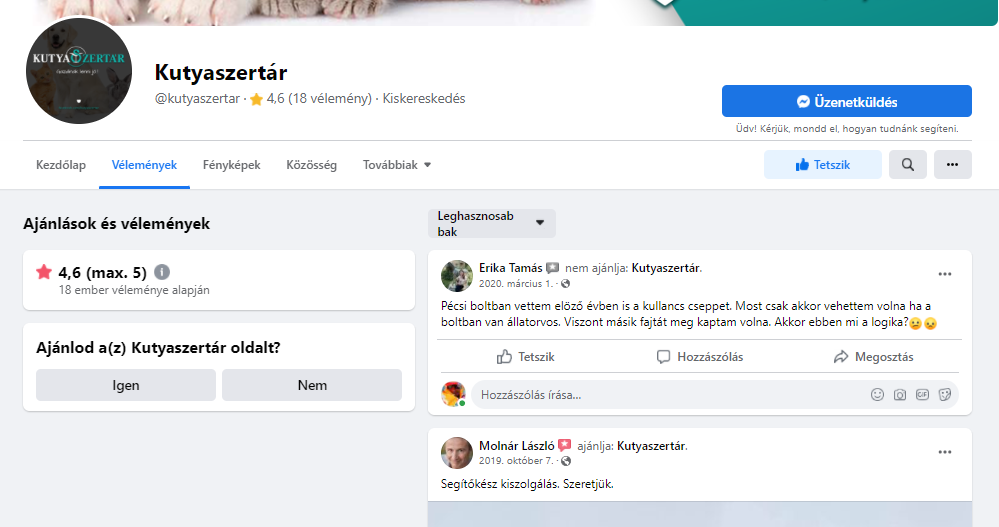 KUTYASZERTÁR
Kutyaszertár
@kutyaszertar · 4,6 (18 vélemény) · Kiskereskedés
Üzenetküldés
Üdv! Kérjük, mondd el, hogyan tudnánk segíteni.
Kezdőlap Vélemények Fényképek Közösség Továbbiak
Tetszik
Ajánlások és vélemények
4,6 (max. 5)
18 ember véleménye alapján
Ajánlod a(z) Kutyaszertár oldalt?
Igen Nem
Leghasznosab
bak
Erika Tamás nem ajánlja: Kutyaszertár.
2020. március 1. ·
Pécsi boltban vettem elöző évben is a kullancs cseppet. Most csak akkor vehettem volna ha a
boltban van állatorvos. Viszont másik fajtát meg kaptam volna. Akkor ebben mi a logika?😕😟
Tetszik Hozzászólás Megosztás
Hozzászólás írása...
GIF
Molnár László ajánlja: Kutyaszertár.
2019. október 7. ·
Segítőkész kiszolgálás. Szeretjük.